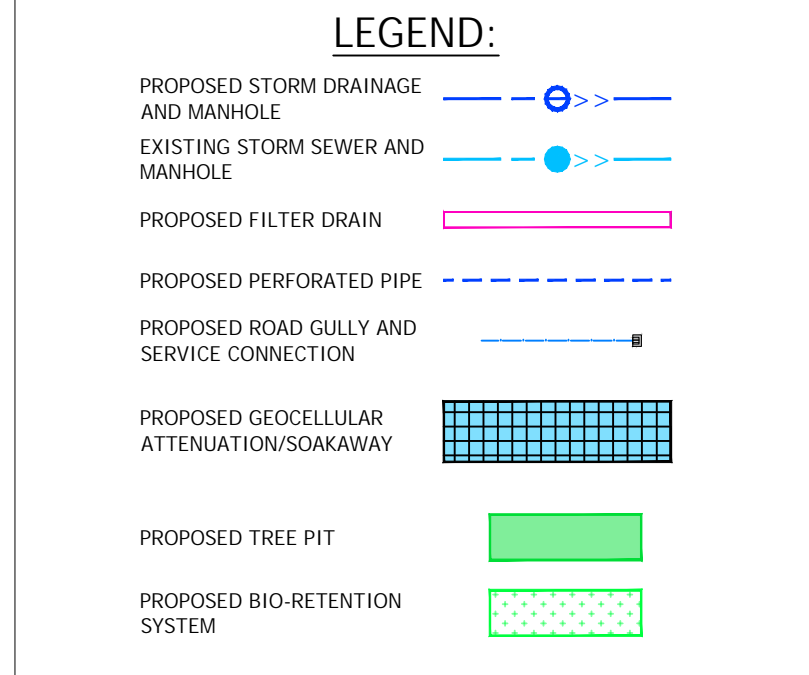 LEGEND:
PROPOSED STORM DRAINAGE
AND MANHOLE
>>
EXISTING STORM SEWER AND
MANHOLE
>>
PROPOSED FILTER DRAIN
PROPOSED PERFORATED PIPE
PROPOSED ROAD GULLY AND
SERVICE CONNECTION
PROPOSED GEOCELLULAR
ATTENUATION/SOAKAWAY
PROPOSED TREE PIT
PROPOSED BIO-RETENTION
SYSTEM